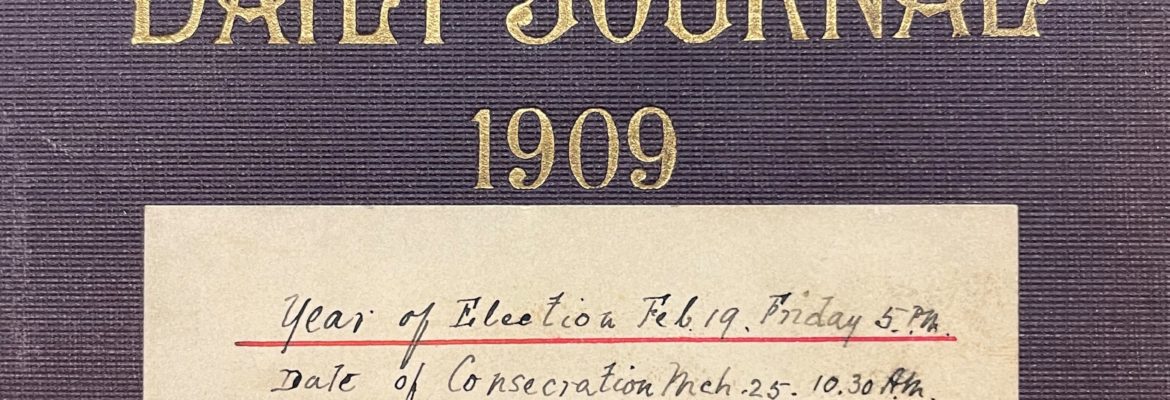 DAILY JOURNAL
1909
Year of Election Feb. 19. Friday 5. P.M.
Date of Consecration Mch. 25. 10.30 A.M.